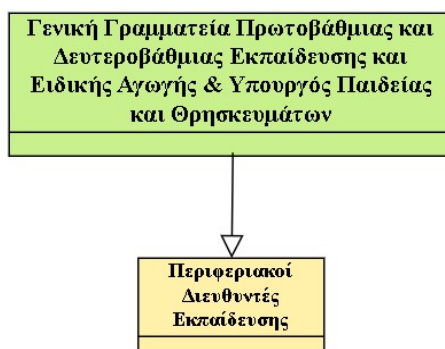 Γενική Γραμματεία Πρωτοβάθμιας και
Δευτεροβάθμιας Εκπαίδευσης και
Ειδικής Αγωγής & Υπουργός Παιδείας
και Θρησκευμάτων
Περιφεριακοί
Διευθυντές
Εκπαίδευσης